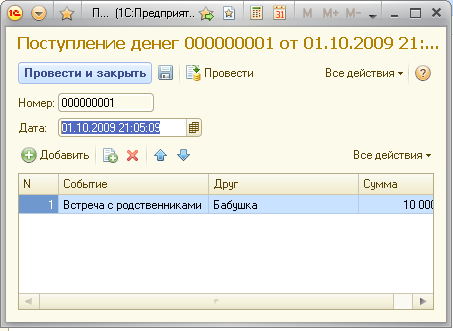 П... (1С:Предприят...
M M+ M-
Поступление денег 000000001 от 01.10.2009 21:...
Провести и закрыть Провести Все действия
Номер: 000000001
Дата: 01.10.2009 21:05:09
Добавить Все действия
N Событие Друг Сумма
1 Встреча с родственниками Бабушка 10 000